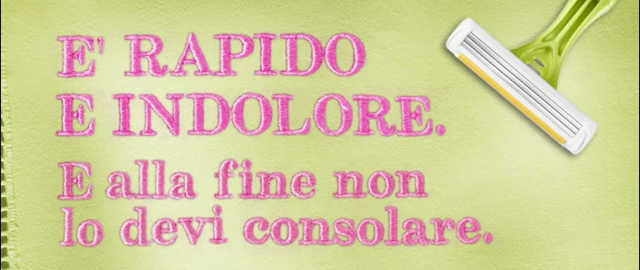 E' RAPIDO
E INDOLORE.
E alla fine non
lo devi consolare.